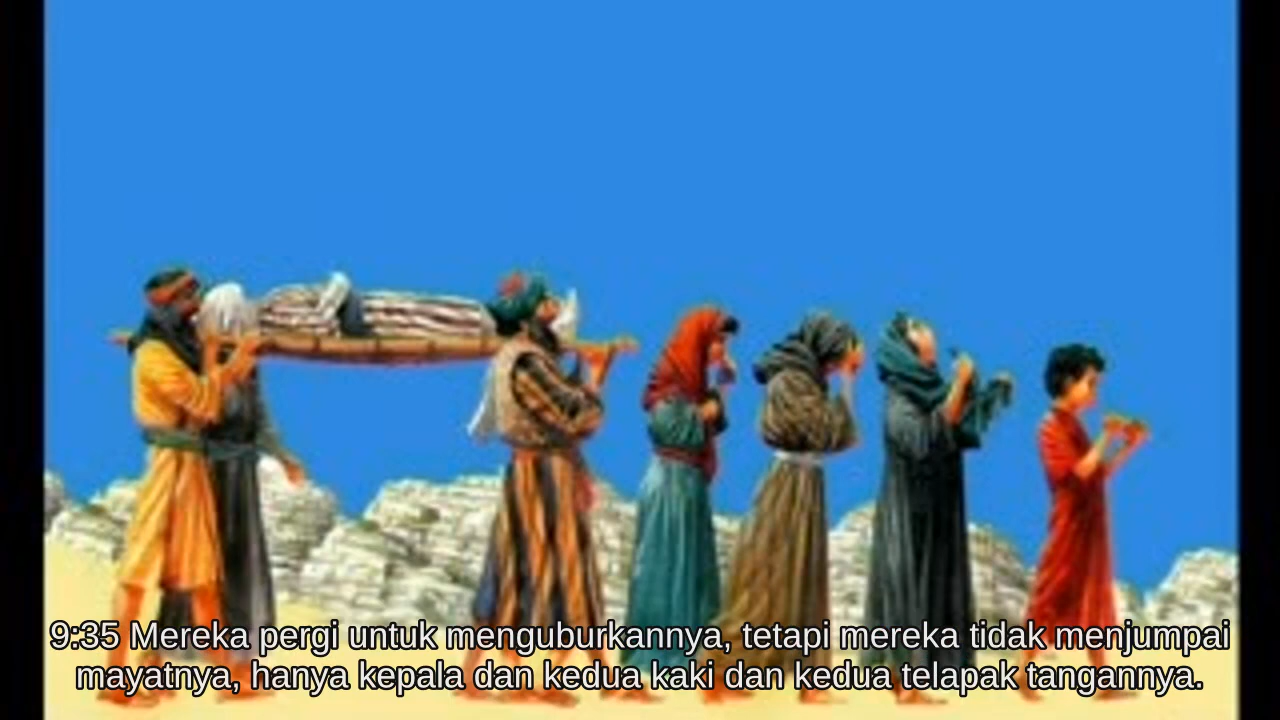 9:35 Mereka pergi untuk menguburkannya, tetapi mereka tidak menjumpai
mayatnya, hanya kepala dan kedua kaki dan kedua telapak tangannya.